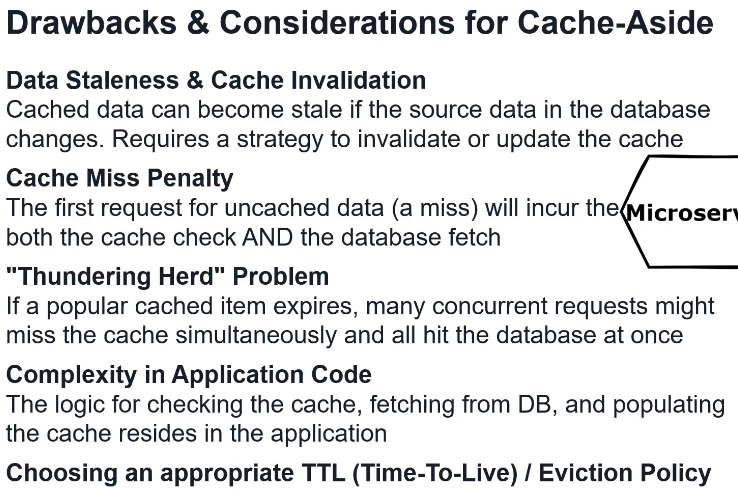 Drawbacks & Considerations for Cache-Aside
Data Staleness & Cache Invalidation
Cached data can become stale if the source data in the database
changes. Requires a strategy to invalidate or update the cache
Cache Miss Penalty
The first request for uncached data (a miss) will incur the
Microserv
both the cache check AND the database fetch
"Thundering Herd" Problem
If a popular cached item expires, many concurrent requests might
miss the cache simultaneously and all hit the database at once
Complexity in Application Code
The logic for checking the cache, fetching from DB, and populating
the cache resides in the application
Choosing an appropriate TTL (Time-To-Live) / Eviction Policy